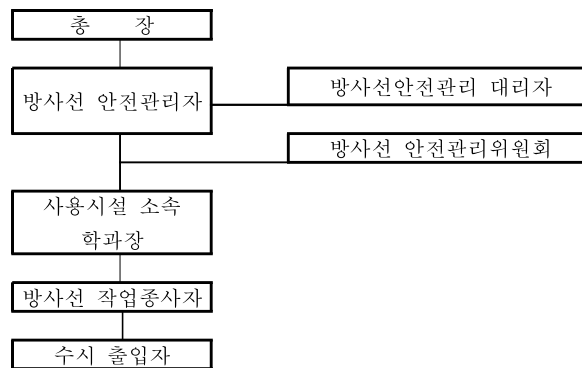 총 장
방사선 안전관리자
방사선안전관리 대리자
방사선 안전관리위원회
사용시설 소속
학과장
방사선 작업종사자
수시 출입자